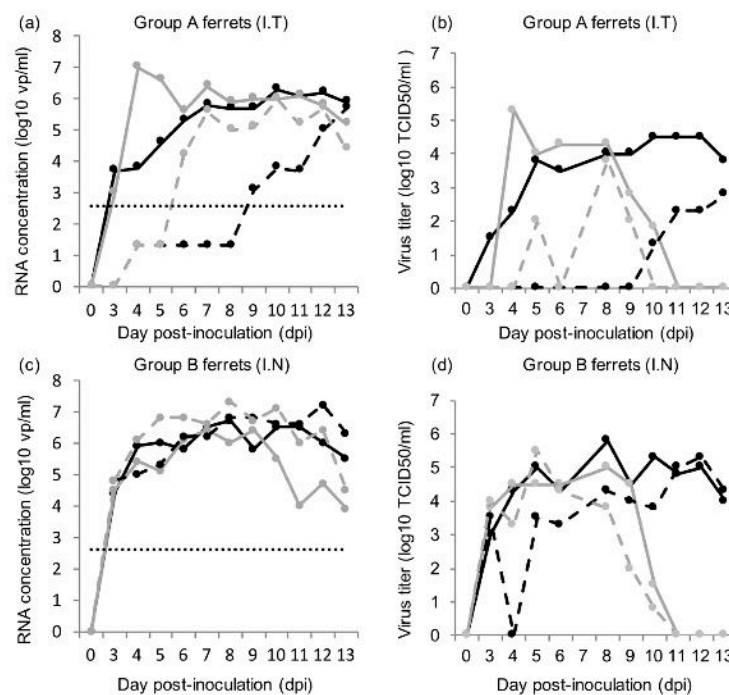 (a) Group A ferrets (I.T)
RNA concentration (log10 vp/ml)
8
7
6
5
4
3
2
1
0
0 3 4 5 6 7 8 9 10 11 12 13
Day post-inoculation (dpi)
(b) Group A ferrets (I.T)
Virus titer (log10 TCID50/ml)
7
6
5
4
3
2
1
0
0 3 4 5 6 7 8 9 10 11 12 13
Day post-inoculation (dpi)
(c) Group B ferrets (I.N)
RNA concentration (log10 vp/ml)
8
7
6
5
4
3
2
1
0
0 3 4 5 6 7 8 9 10 11 12 13
Day post-inoculation (dpi)
(d) Group B ferrets (I.N)
Virus titer (log10 TCID50/ml)
7
6
5
4
3
2
1
0
0 3 4 5 6 7 8 9 10 11 12 13
Day post-inoculation (dpi)